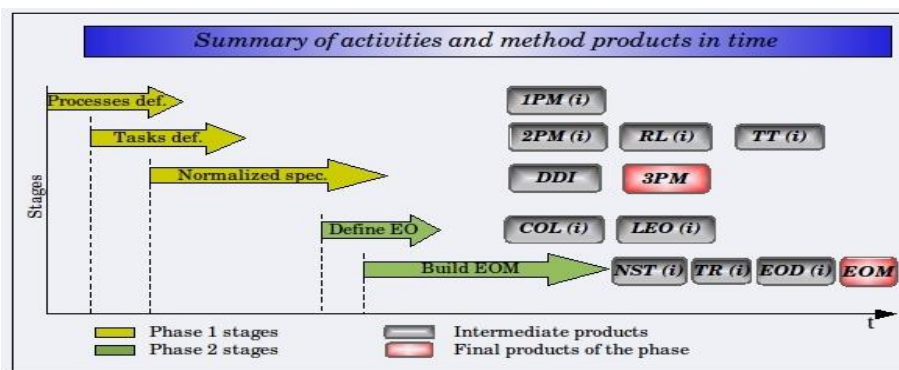 Summary of activities and method products in time
Processes def. 1PM (i)
Tasks def. 2PM (i) RL (i) TT (i)
Normalized spec. DDI 3PM
Stages
Define EO COL (i) LEO (i)
Build EOM NST (i) TR (i) EOD (i) EOM
t
Phase 1 stages Intermediate products
Phase 2 stages Final products of the phase